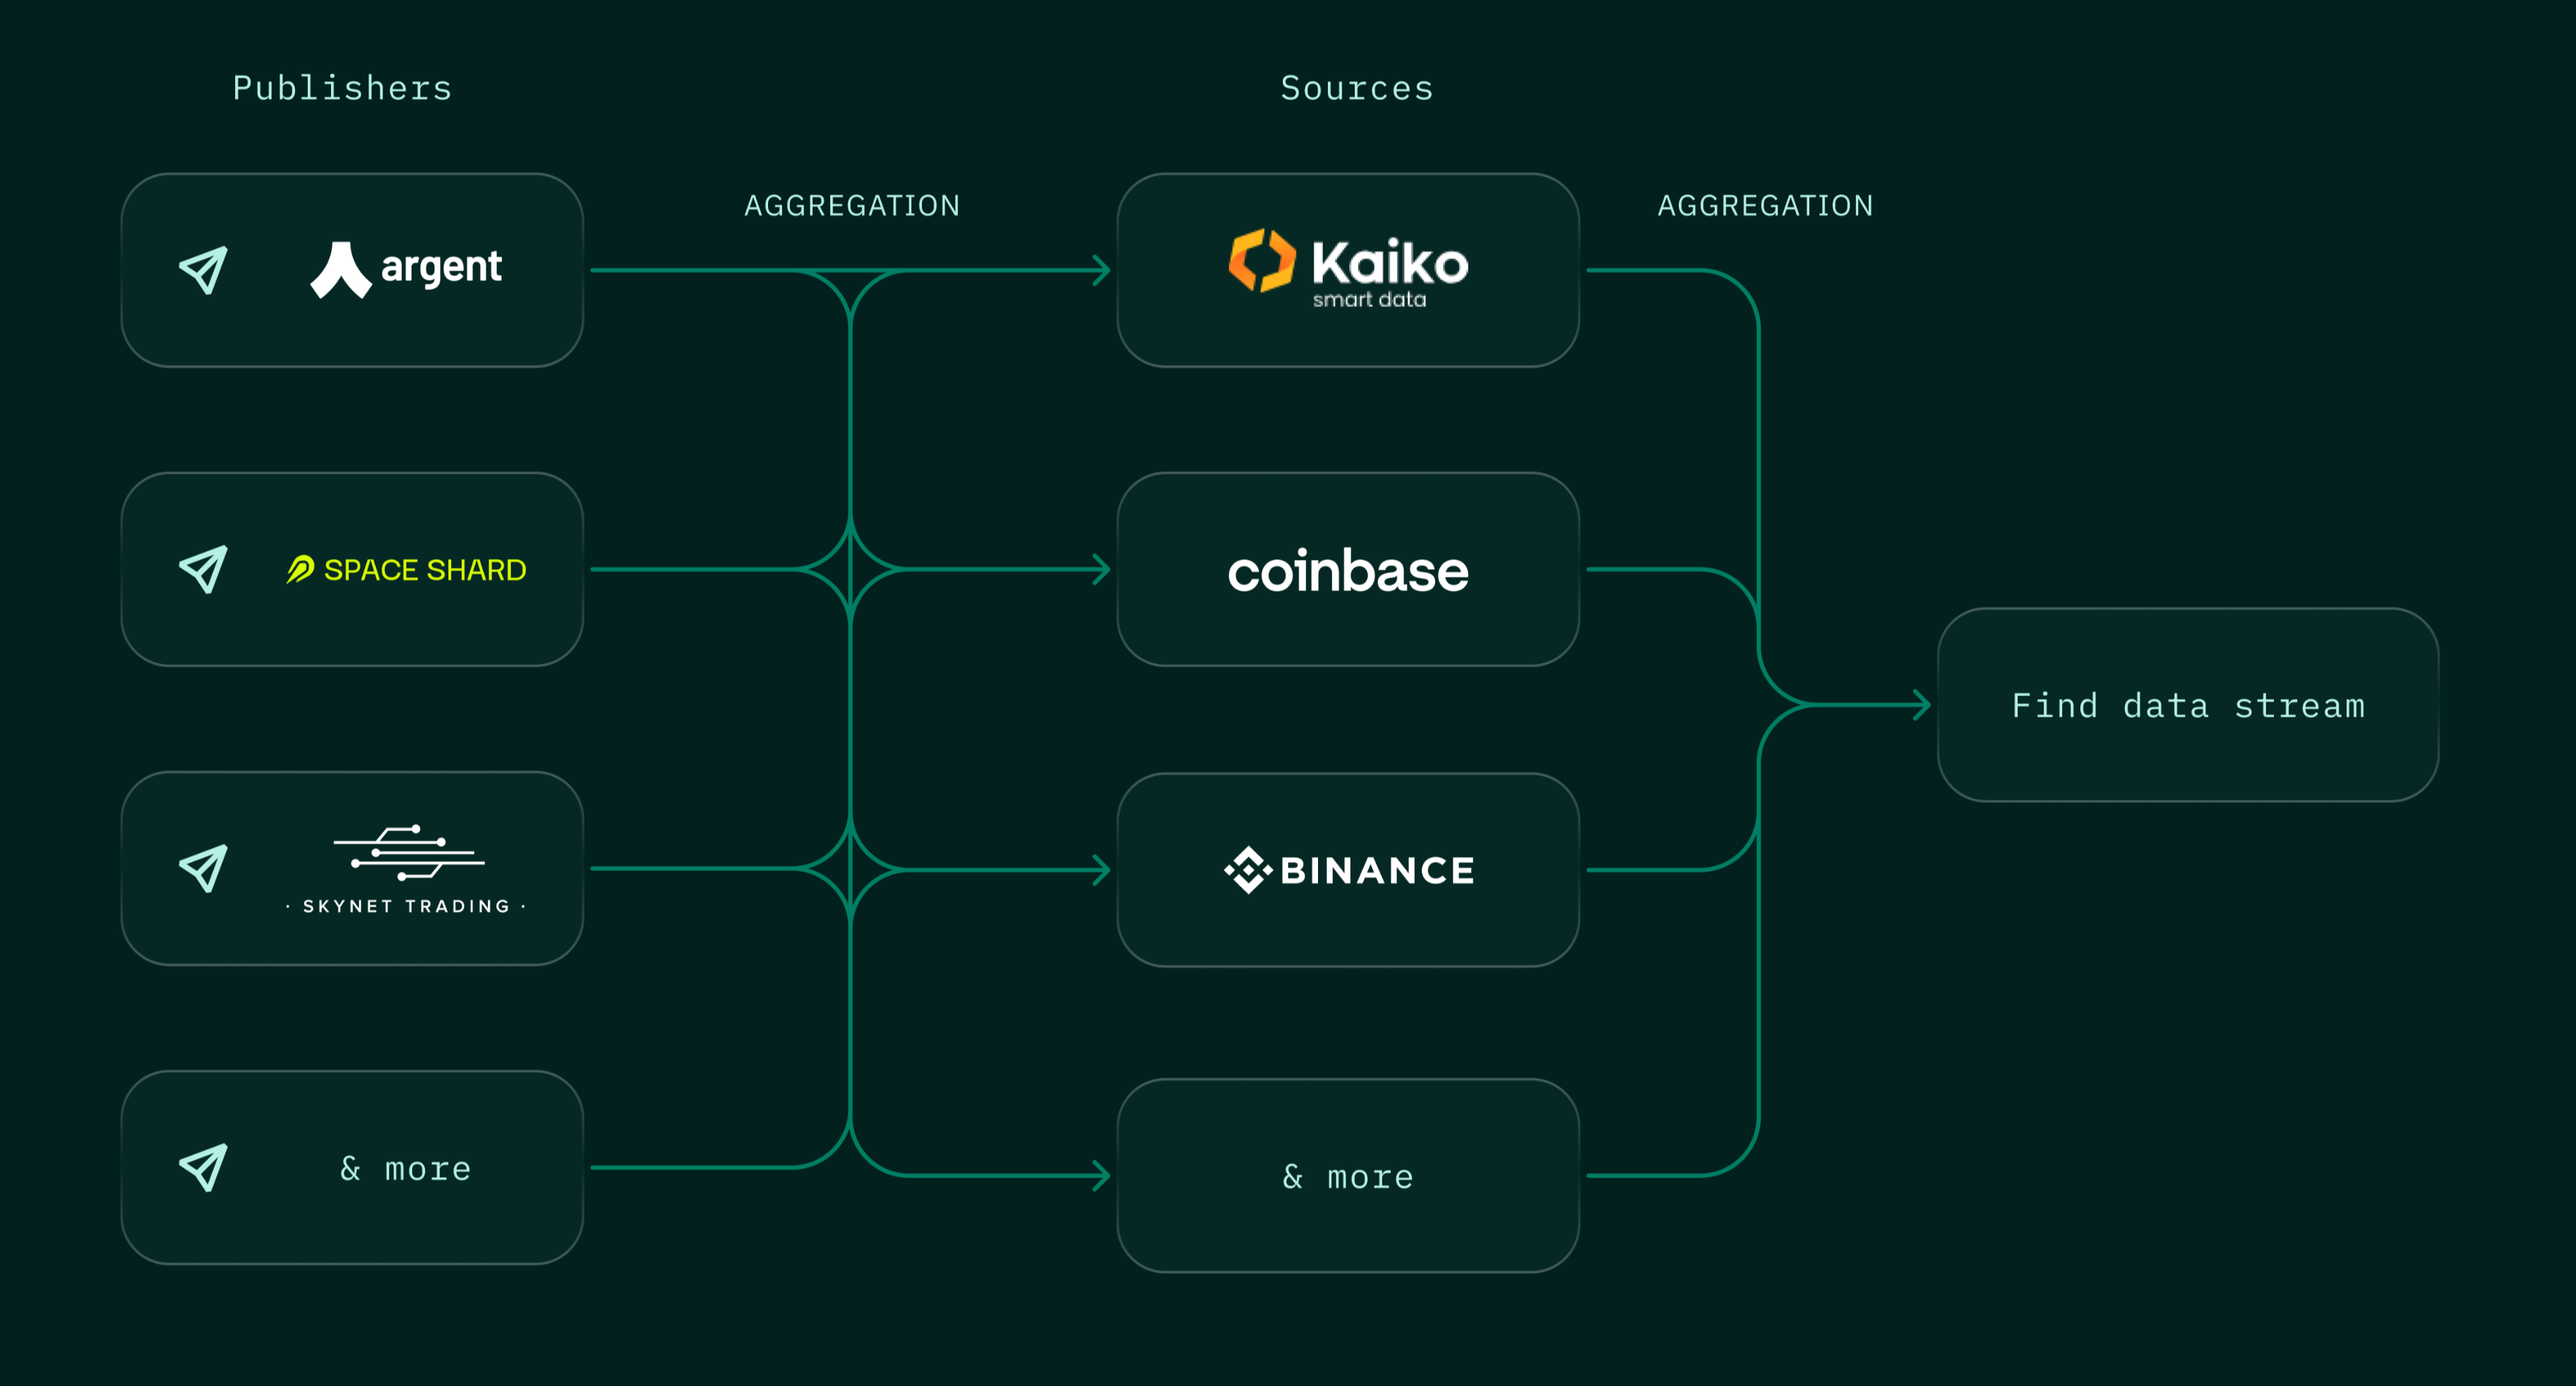 Publishers
Sources
AGGREGATION
AGGREGATION
argent
Kaiko
smart data
SPACE SHARD
coinbase
Find data stream
BINANCE
· SKYNET TRADING ·
& more
& more